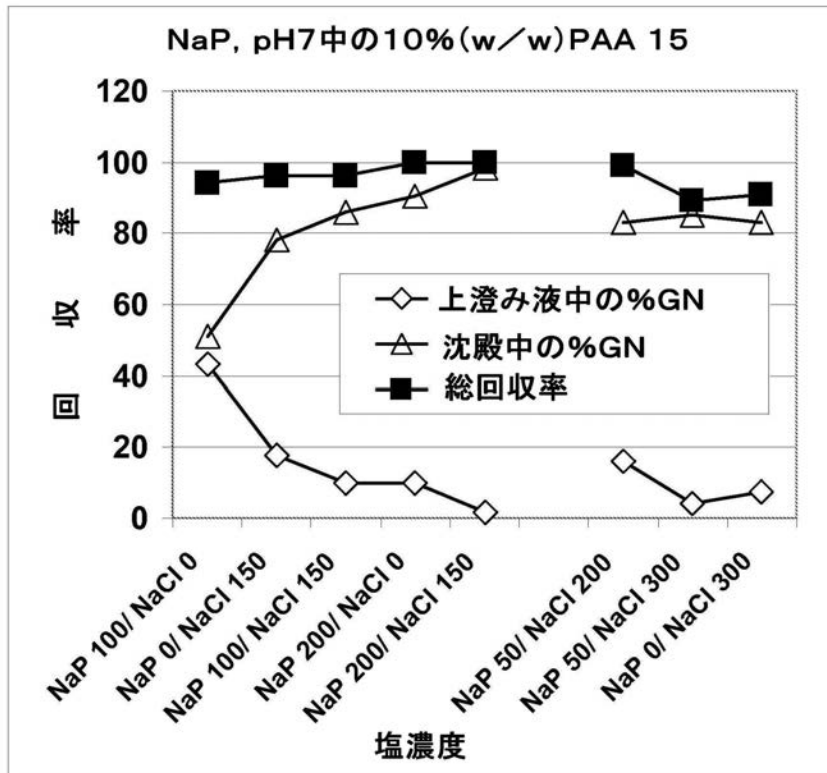 NaP, pH7中の10%(w/w)PAA 15
120
100
80
60
40
20
0
回収率
上澄み液中の%GN
沈殿中の%GN
総回収率
NaP 100/ NaCl 0
NaP 0/ NaCl 150
NaP 100/ NaCl 150
NaP 200/ NaCl 0
NaP 200/ NaCl 150
NaP 50/ NaCl 200
NaP 50/ NaCl 300
NaP 0/ NaCl 300
塩濃度